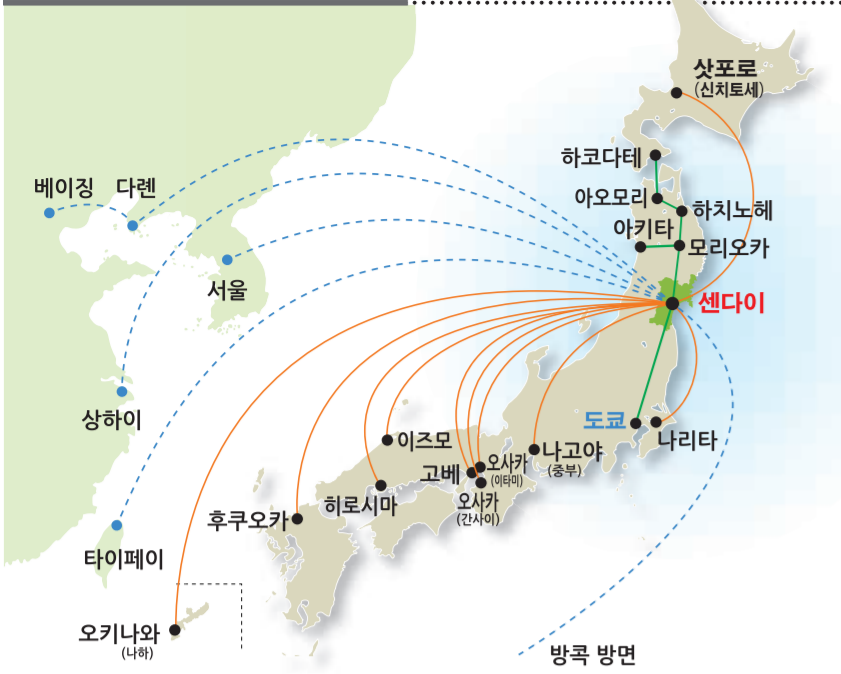 삿포로
(신치토세)
하코다테
아오모리
하치노헤
아키타
모리오카
베이징
다롄
서울
센다이
상하이
도쿄
나리타
이즈모
나고야
(중부)
고베
오사카
(이타미)
오사카
(간사이)
히로시마
후쿠오카
타이페이
오키나와
(나하)
방콕 방면